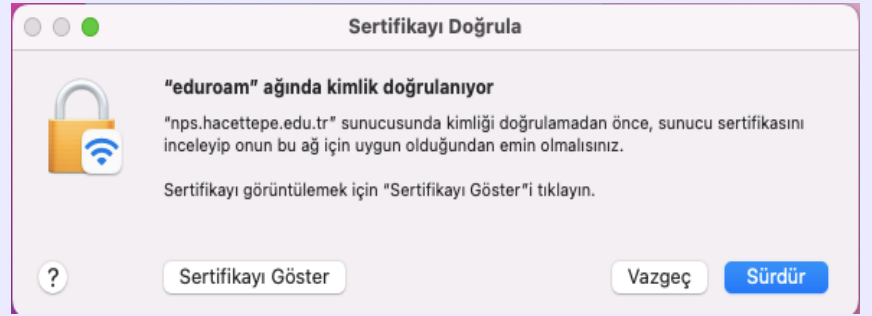 Sertifikayı Doğrula
“eduroam” ağında kimlik doğrulanıyor
“nps.hacettepe.edu.tr” sunucusunda kimliği doğrulamadan önce, sunucu sertifikasını
inceleyip onun bu ağ için uygun olduğundan emin olmalısınız.
Sertifikayı görüntülemek için “Sertifikayı Göster”i tıklayın.
? Sertifikayı Göster Vazgeç Sürdür